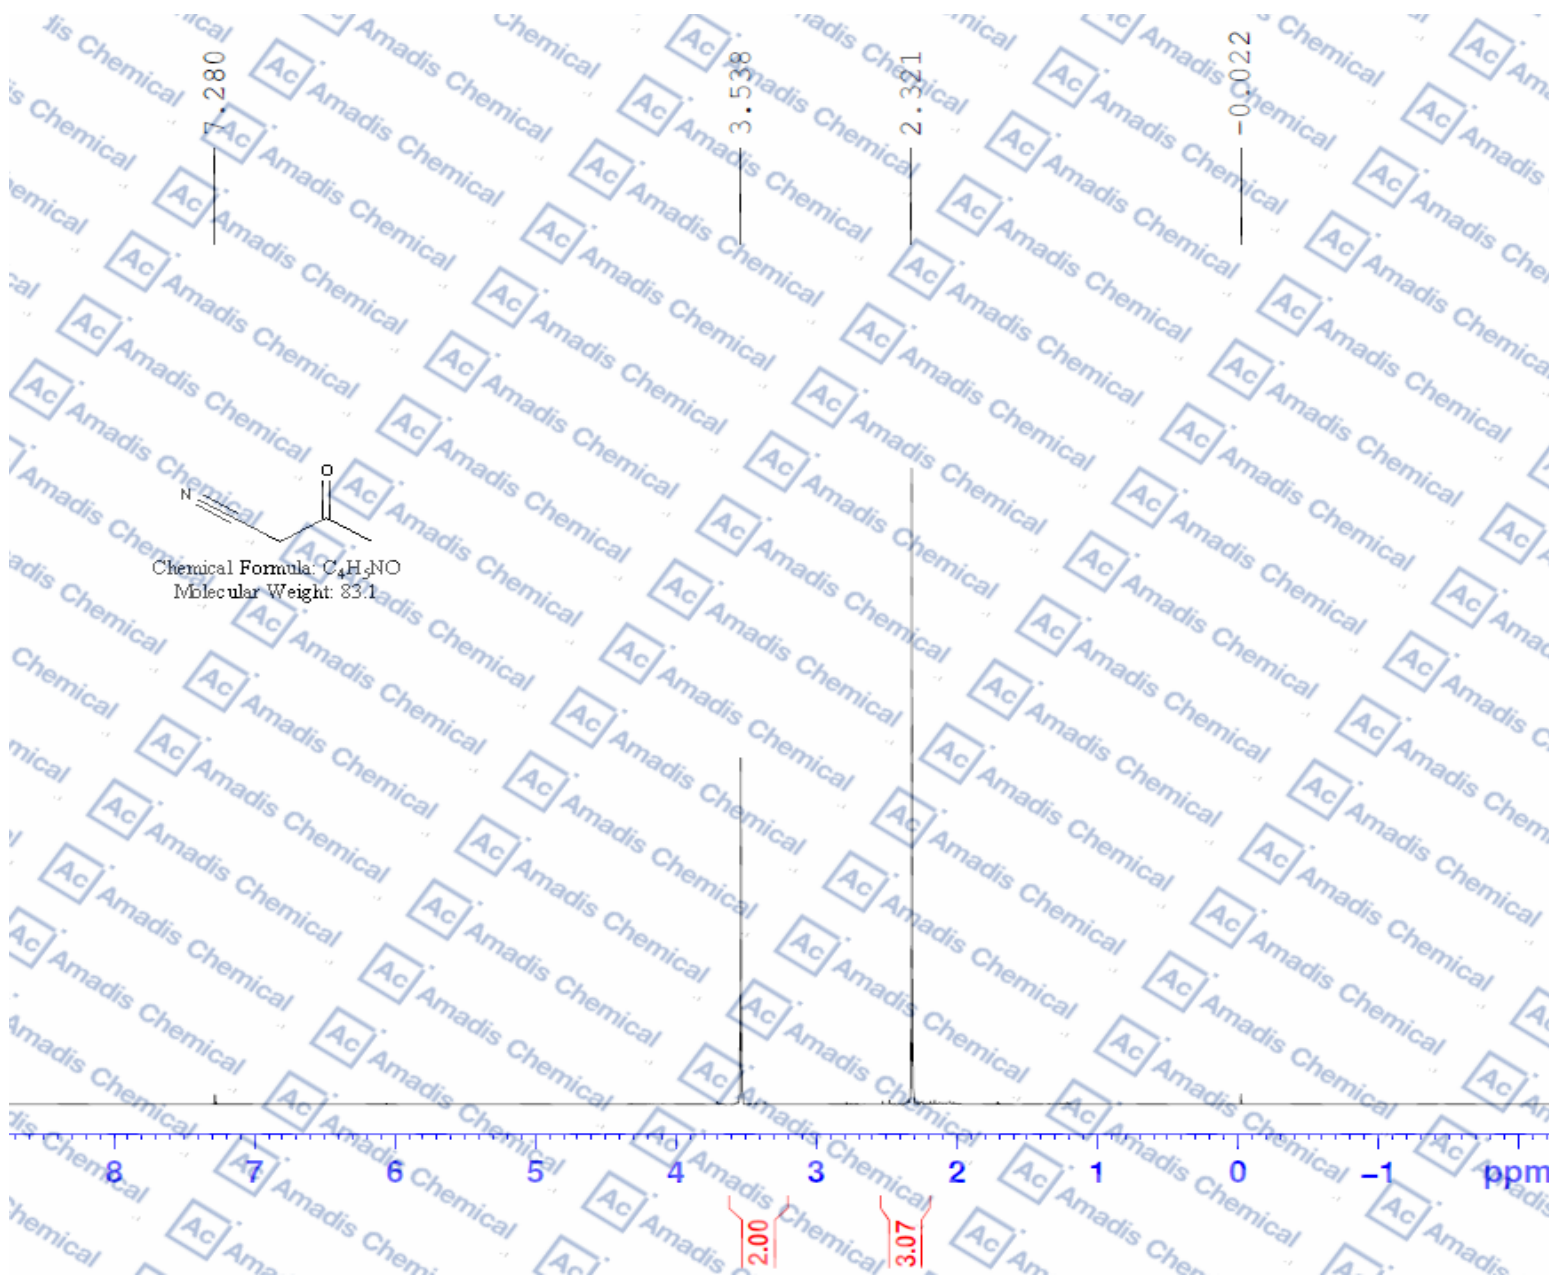 7.280
3.538
2.321
-0.022
N
O
Chemical Formula: C₄H₅NO
Molecular Weight: 83.1
8 7 6 5 4 3 2 1 0 -1 ppm
2.00
3.07
Ac Amadis Chemical